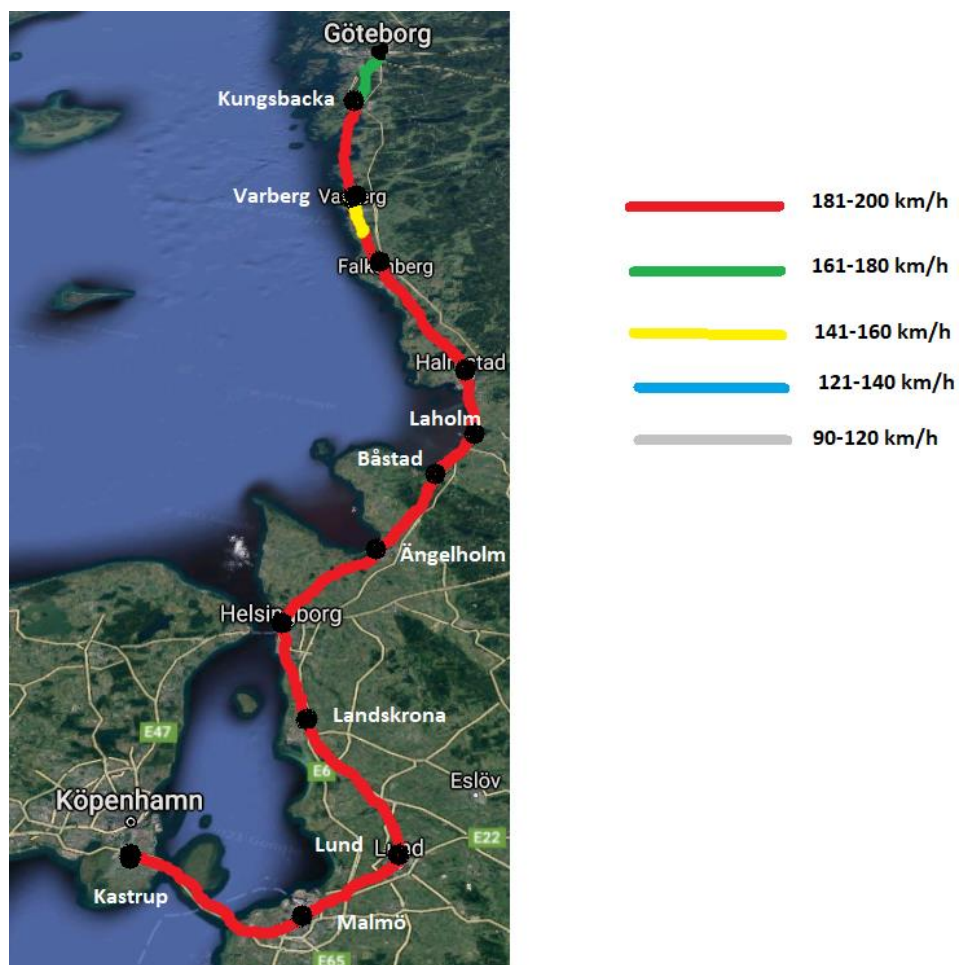 Göteborg
Kungsbacka
Varberg
Falkenberg
Halmstad
Laholm
Båstad
Ängelholm
Helsingborg
Landskrona
E47
E6
Eslöv
Köpenhamn
E22
Lund
Lund
Kastrup
Malmö
E65
181-200 km/h
161-180 km/h
141-160 km/h
121-140 km/h
90-120 km/h